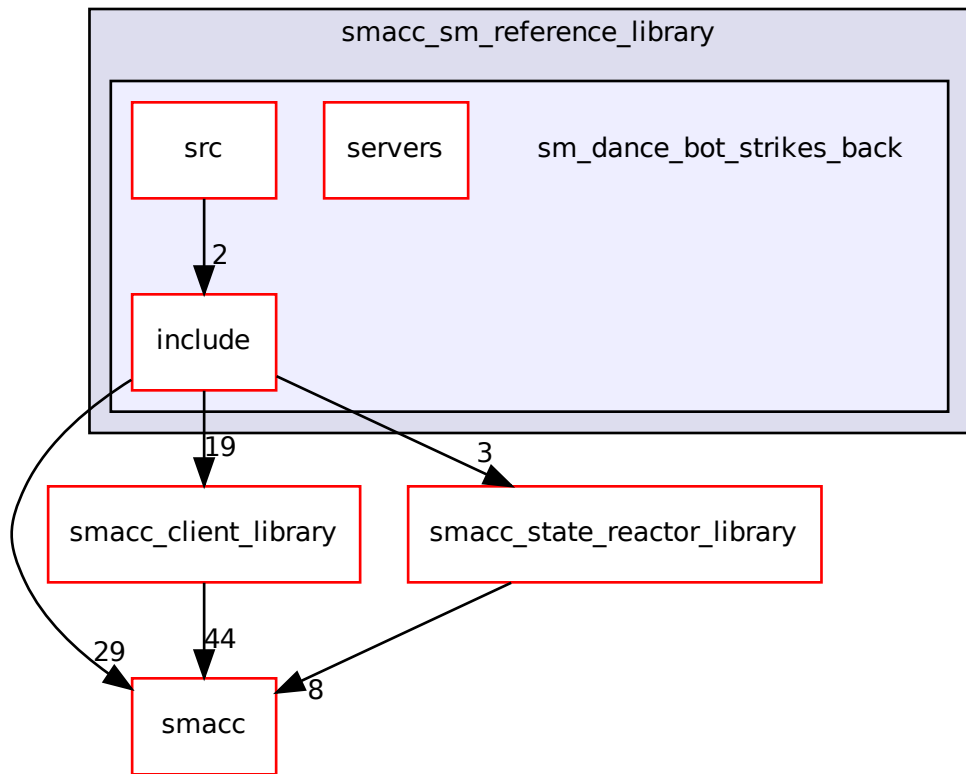 smacc_sm_reference_library
src
servers
sm_dance_bot_strikes_back
2
include
19
3
smacc_client_library
smacc_state_reactor_library
29
44
8
smacc